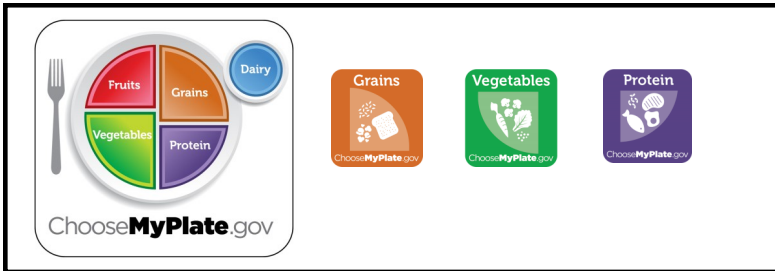 Fruits
Grains
Dairy
Vegetables
Protein
ChooseMyPlate.gov
Grains
ChooseMyPlate.gov
Vegetables
ChooseMyPlate.gov
Protein
ChooseMyPlate.gov